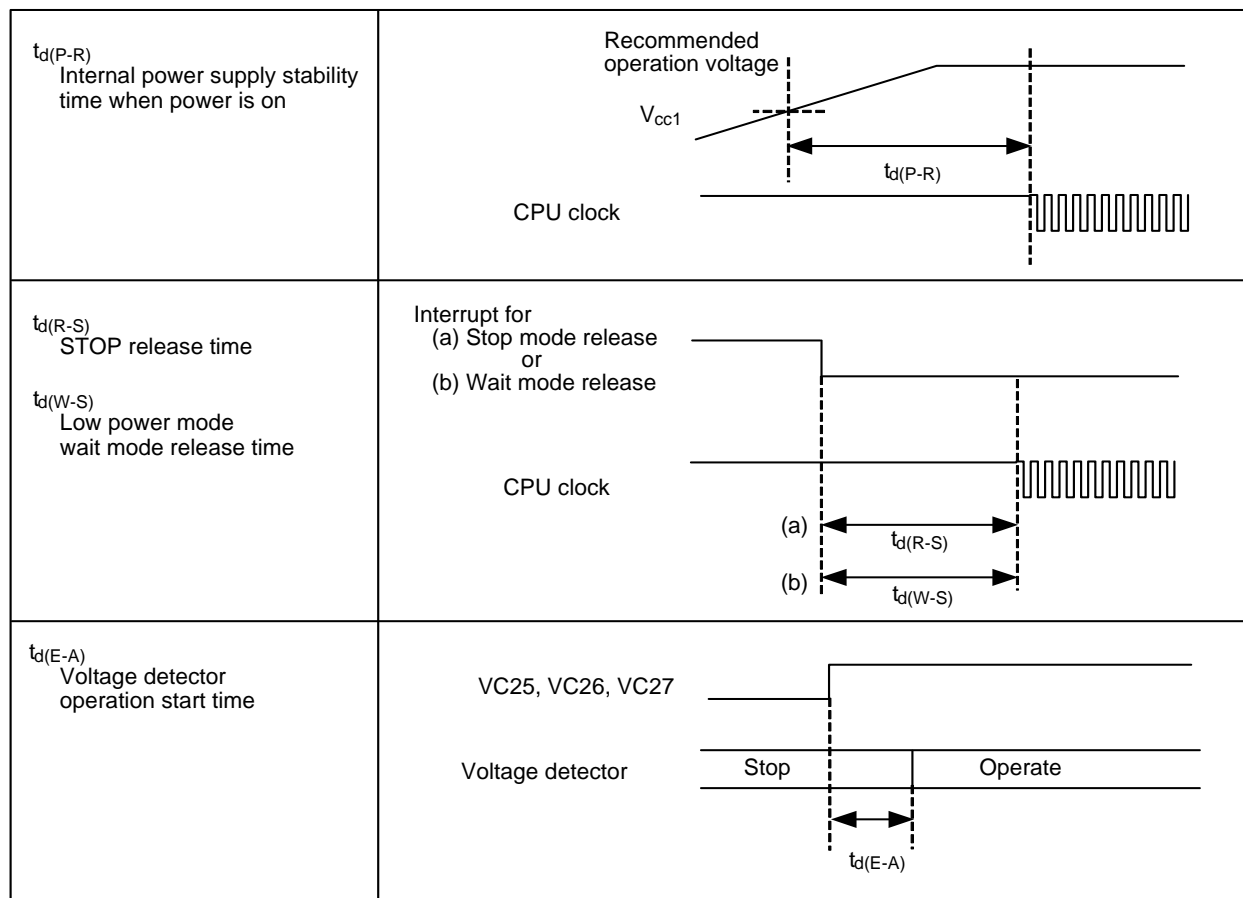 td(P-R)
Internal power supply stability
time when power is on
Recommended
operation voltage
Vcc1
td(P-R)
CPU clock
td(R-S)
STOP release time
td(W-S)
Low power mode
wait mode release time
Interrupt for
(a) Stop mode release
or
(b) Wait mode release
CPU clock
(a)
td(R-S)
(b)
td(W-S)
td(E-A)
Voltage detector
operation start time
VC25, VC26, VC27
Voltage detector
Stop
Operate
td(E-A)